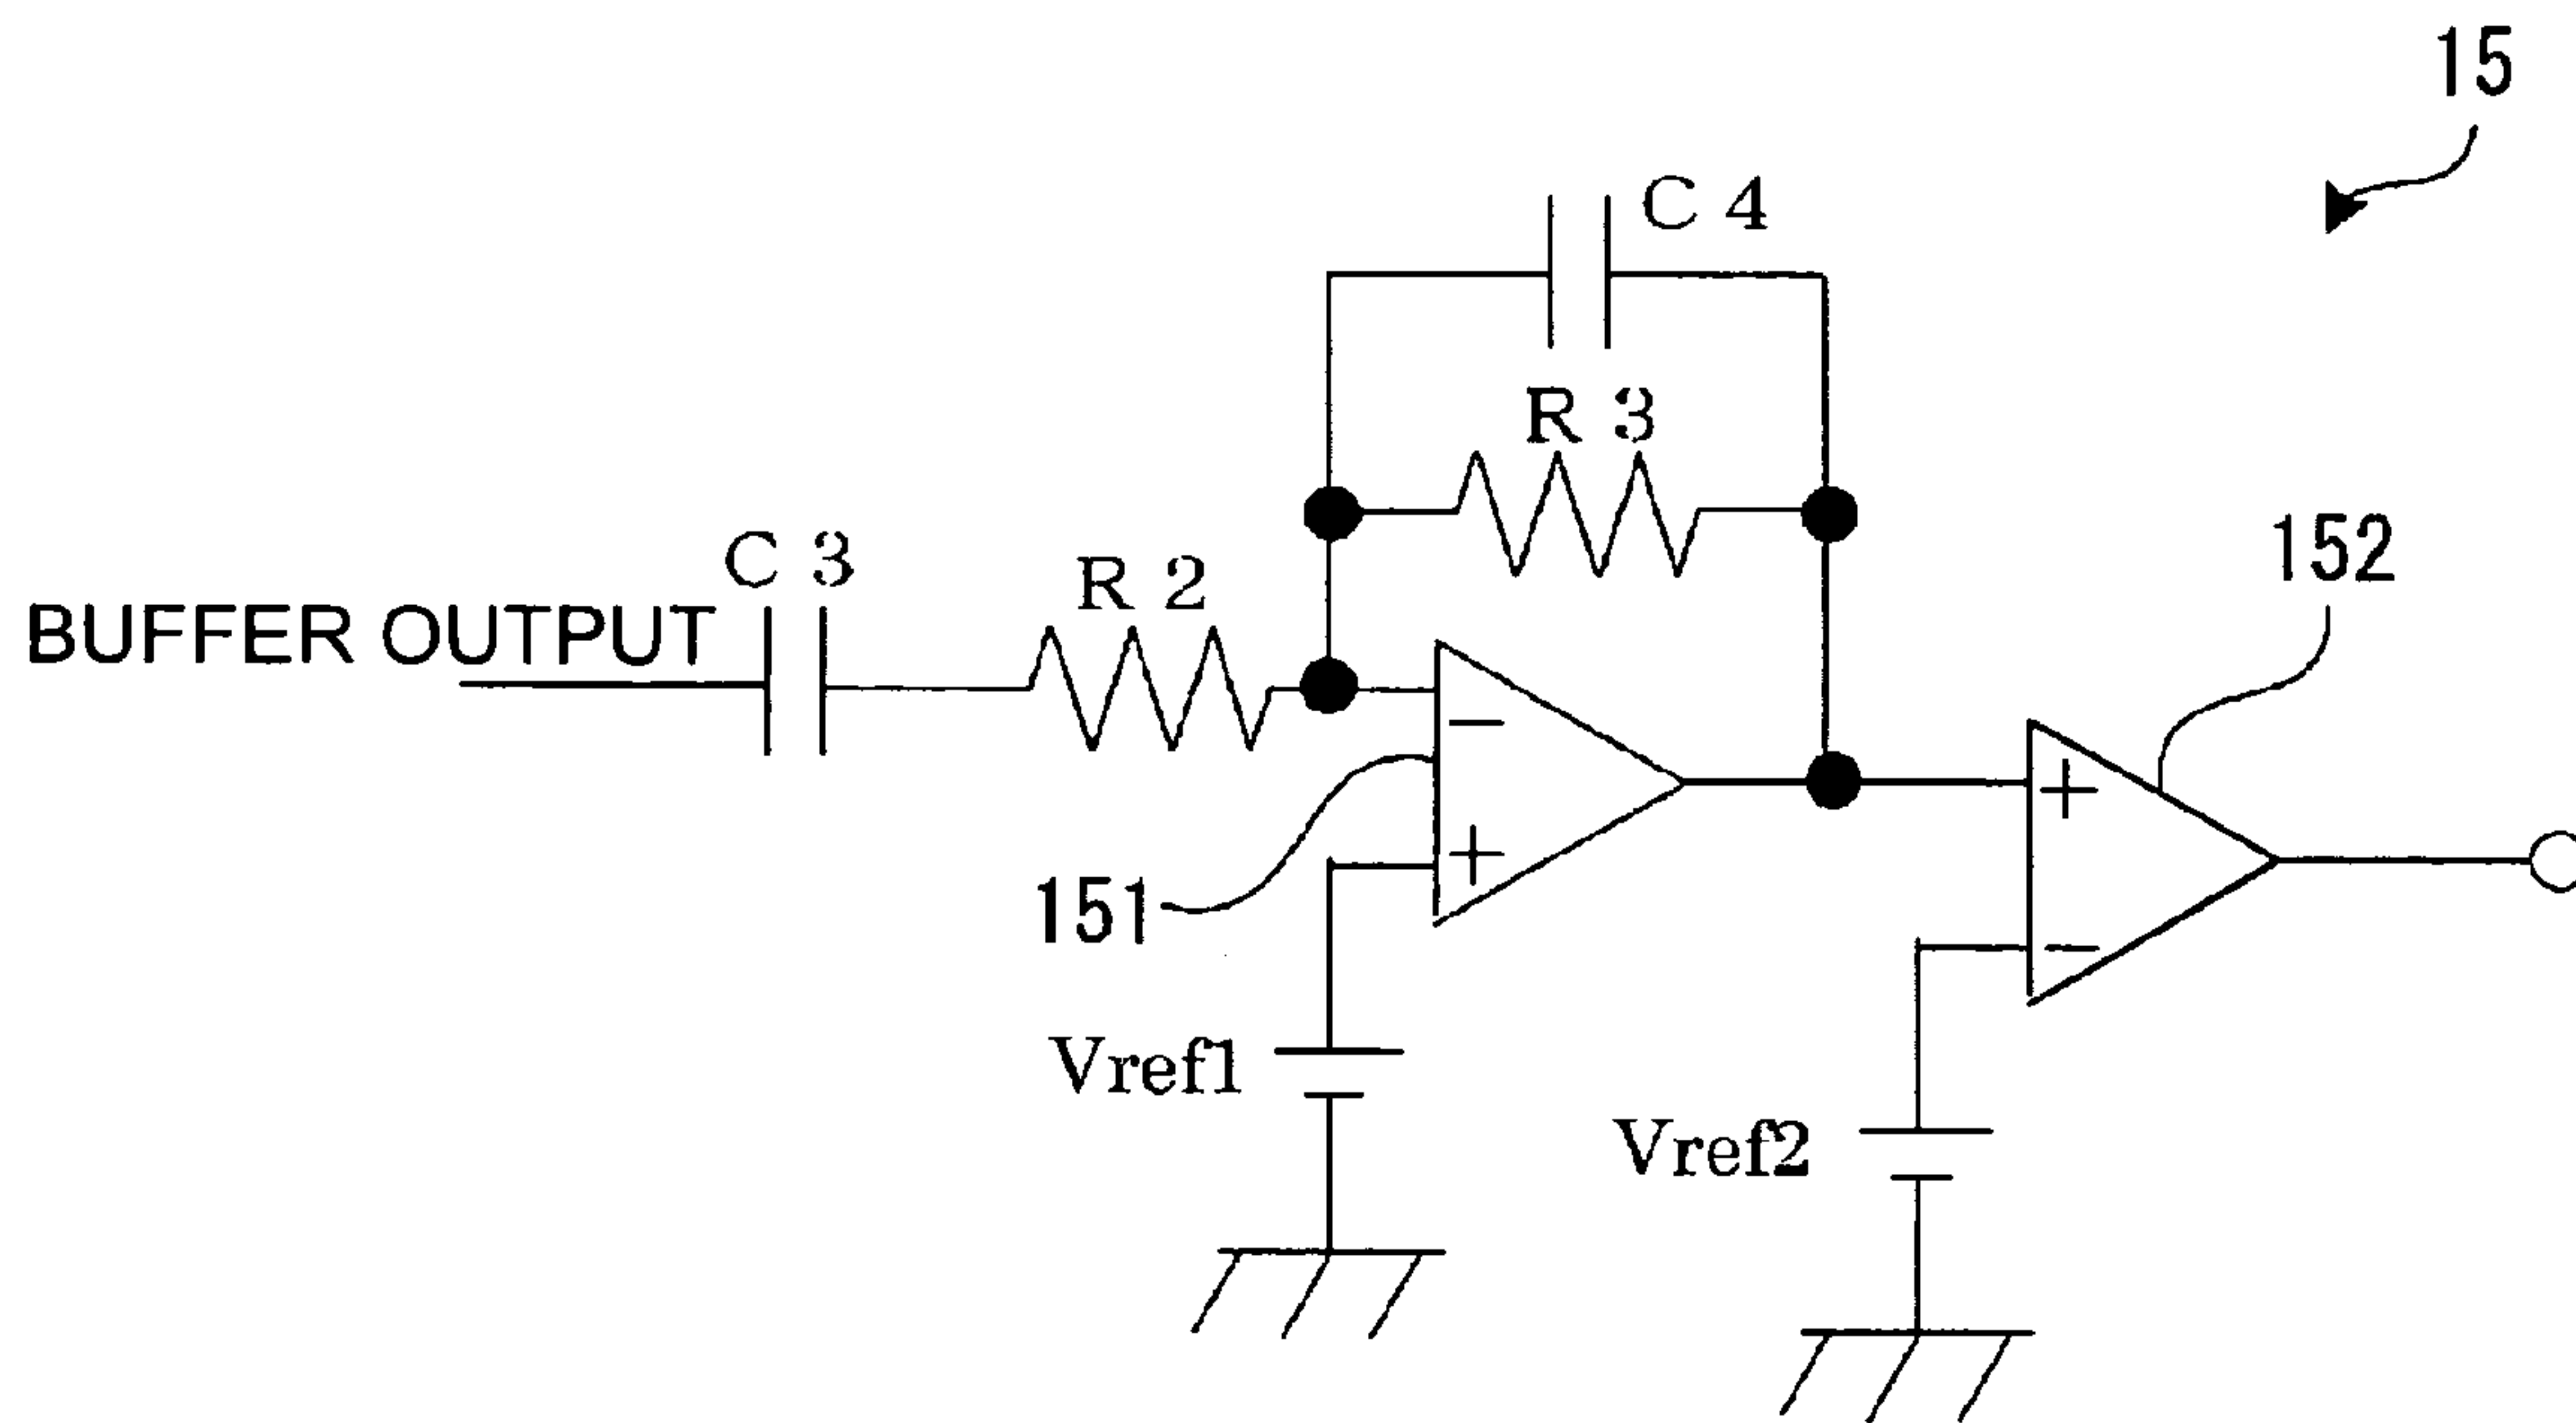 15
C 4
R 3
C 3
R 2
BUFFER OUTPUT
152
−
+
+
−
151
Vref1
Vref2